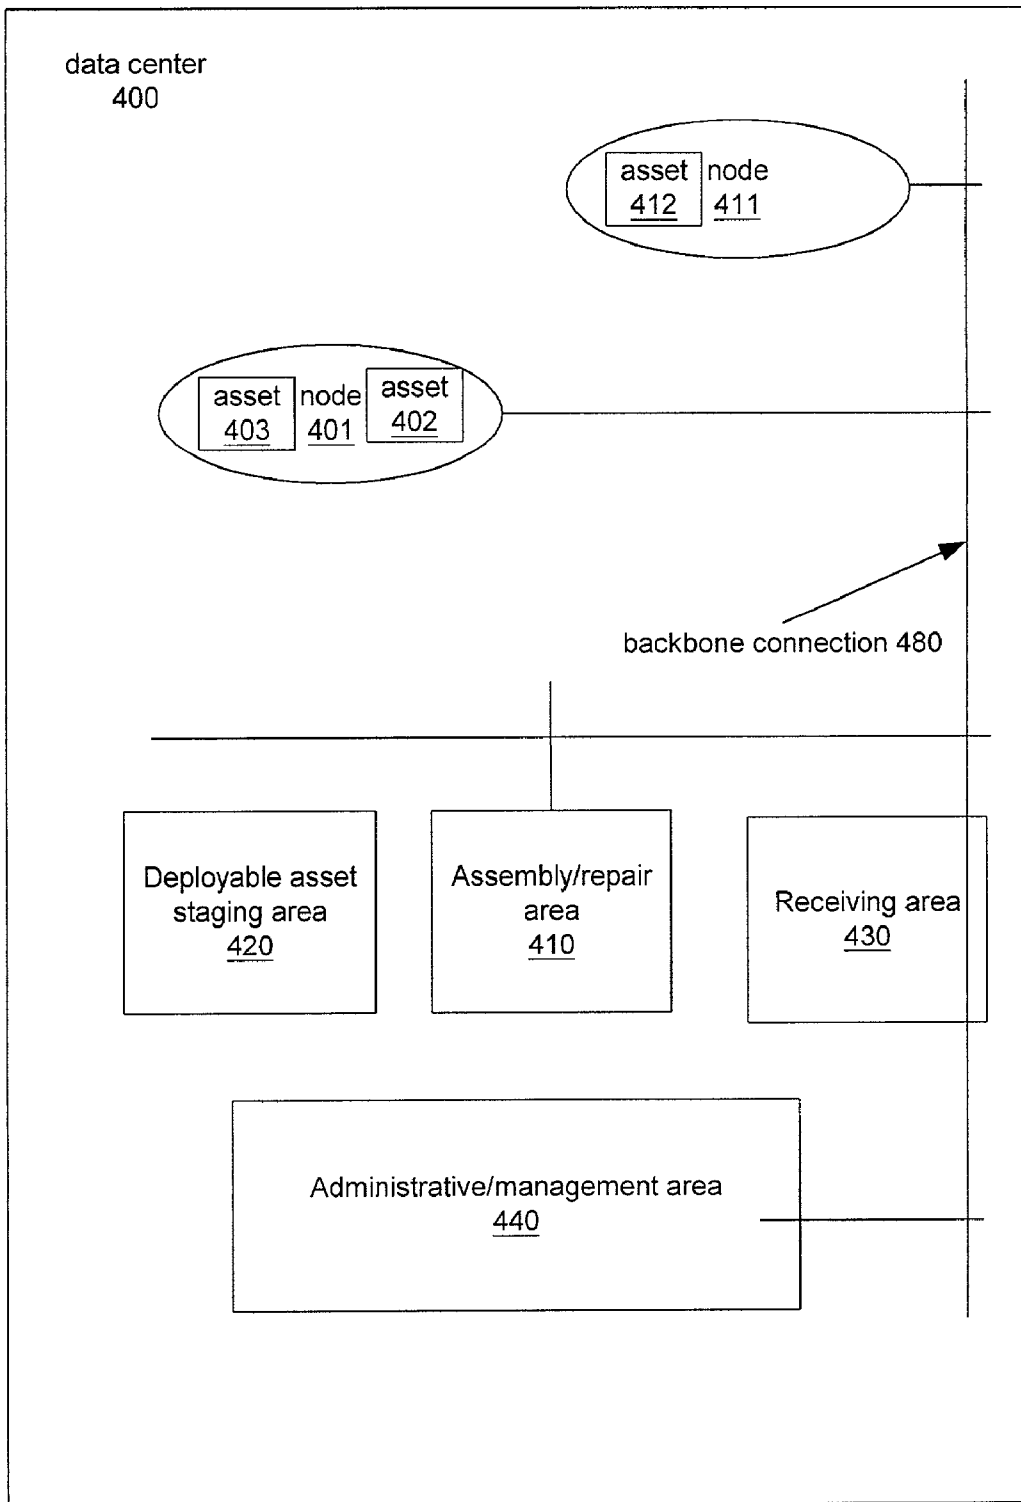 data center
400
asset
412
node
411
asset
403
node
401
asset
402
backbone connection 480
Deployable asset
staging area
420
Assembly/repair
area
410
Receiving area
430
Administrative/management area
440